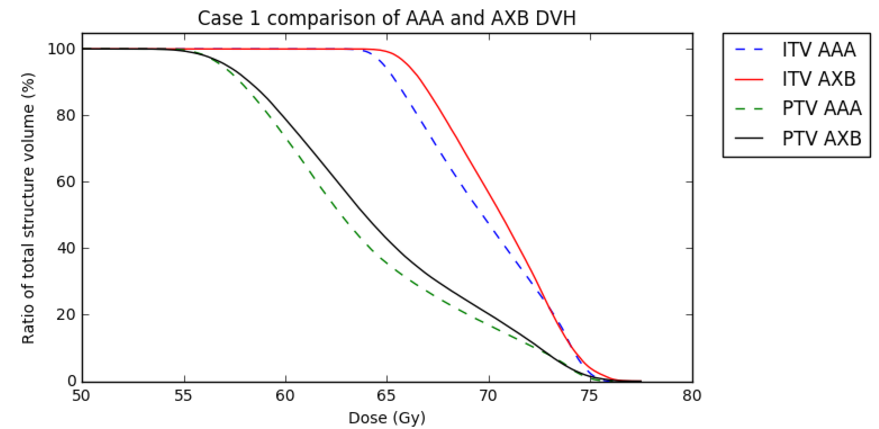 Case 1 comparison of AAA and AXB DVH
Ratio of total structure volume (%)
100
80
60
40
20
0
50 55 60 65 70 75 80
Dose (Gy)
ITV AAA
ITV AXB
PTV AAA
PTV AXB